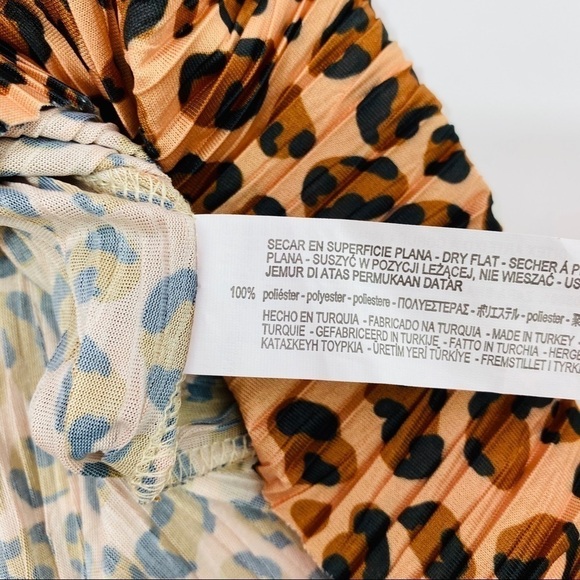 SECAR EN SUPERFICIE PLANA - DRY FLAT - SECHER À P
PLANA - SUSZYĆ W POZYCJI LEŻĄCEJ, NIE WIESZAĆ - US
JEMUR DI ATAS PERMUKAAN DATAR
100% poliéster - polyester - poliestere - ΠΟΛΥΕΣΤΕΡΑΣ - ポリエステル - poliester - 聚
HECHO EN TURQUIA - FABRICADO NA TURQUIA - MADE IN TURKEY -
TURQUIE - GEFABRICEERD IN TURKIJE - FATTO IN TURCHIA - HERGE
ΚΑΤΑΣΚΕΥΗ ΤΟΥΡΚΙΑ - ÜRETİM YERİ TÜRKİYE - FREMSTILLET I TYRK